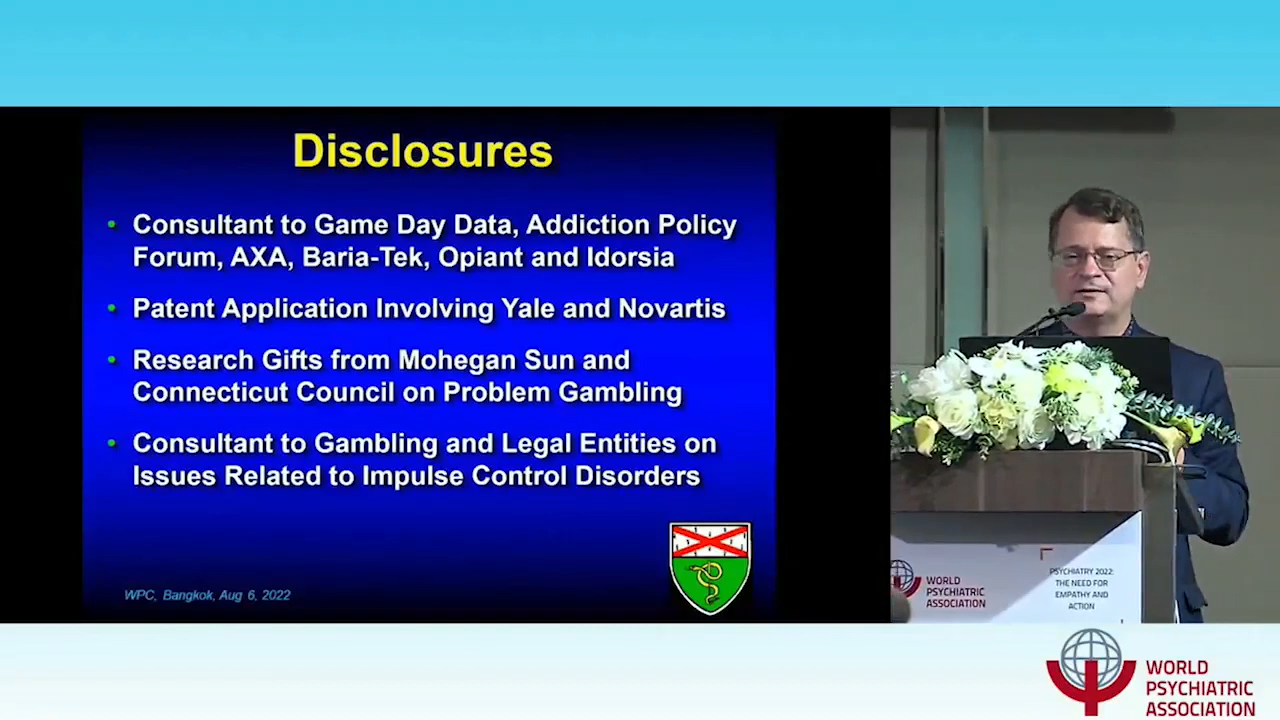 Disclosures
• Consultant to Game Day Data, Addiction Policy
Forum, AXA, Baria-Tek, Opiant and Idorsia
• Patent Application Involving Yale and Novartis
• Research Gifts from Mohegan Sun and
Connecticut Council on Problem Gambling
• Consultant to Gambling and Legal Entities on
Issues Related to Impulse Control Disorders
WPC, Bangkok, Aug 6, 2022
WORLD
PSYCHIATRIC
ASSOCIATION
PSYCHIATRY 2022:
THE NEED FOR
EMPATHY AND
ACTION
WORLD
PSYCHIATRIC
ASSOCIATION